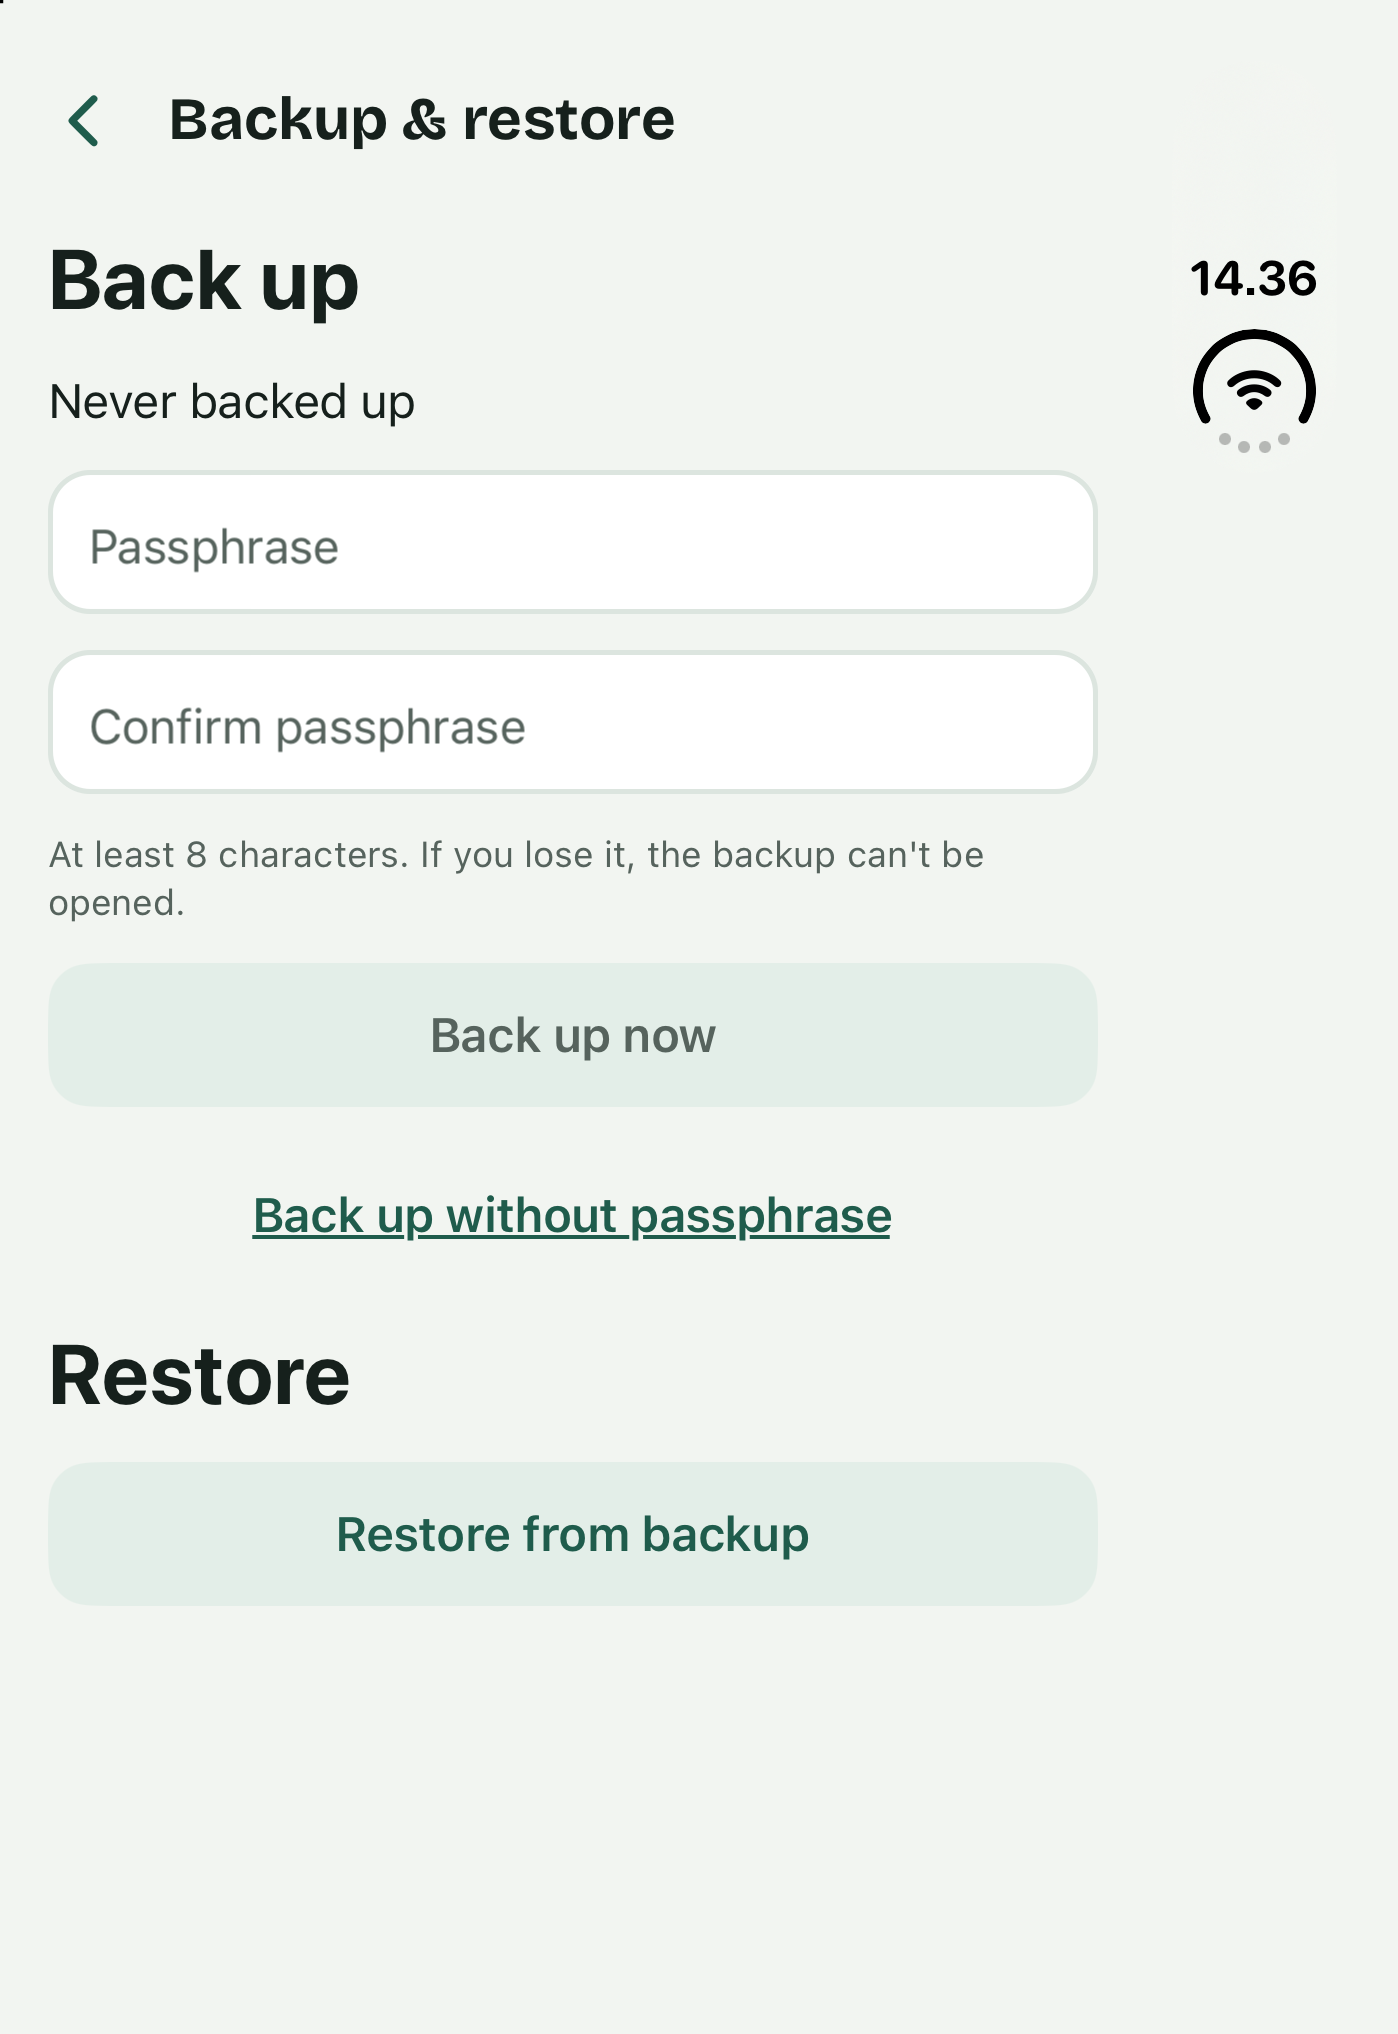 Backup & restore
Back up
14.36
Never backed up
Passphrase
Confirm passphrase
At least 8 characters. If you lose it, the backup can't be
opened.
Back up now
Back up without passphrase
Restore
Restore from backup